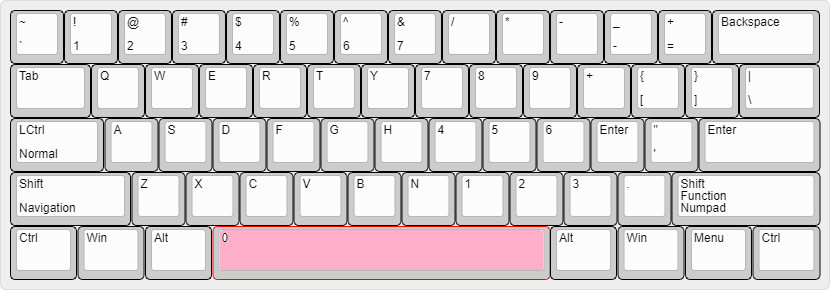 ~ ! @ # $ % ^ & / * - _ + Backspace
` 1 2 3 4 5 6 7 - =
Tab Q W E R T Y 7 8 9 + { } |
[ ] \
LCtrl A S D F G H 4 5 6 Enter " Enter
Normal '
Shift Z X C V B N 1 2 3 . Shift
Function
Navigation Numpad
Ctrl Win Alt 0 Alt Win Menu Ctrl